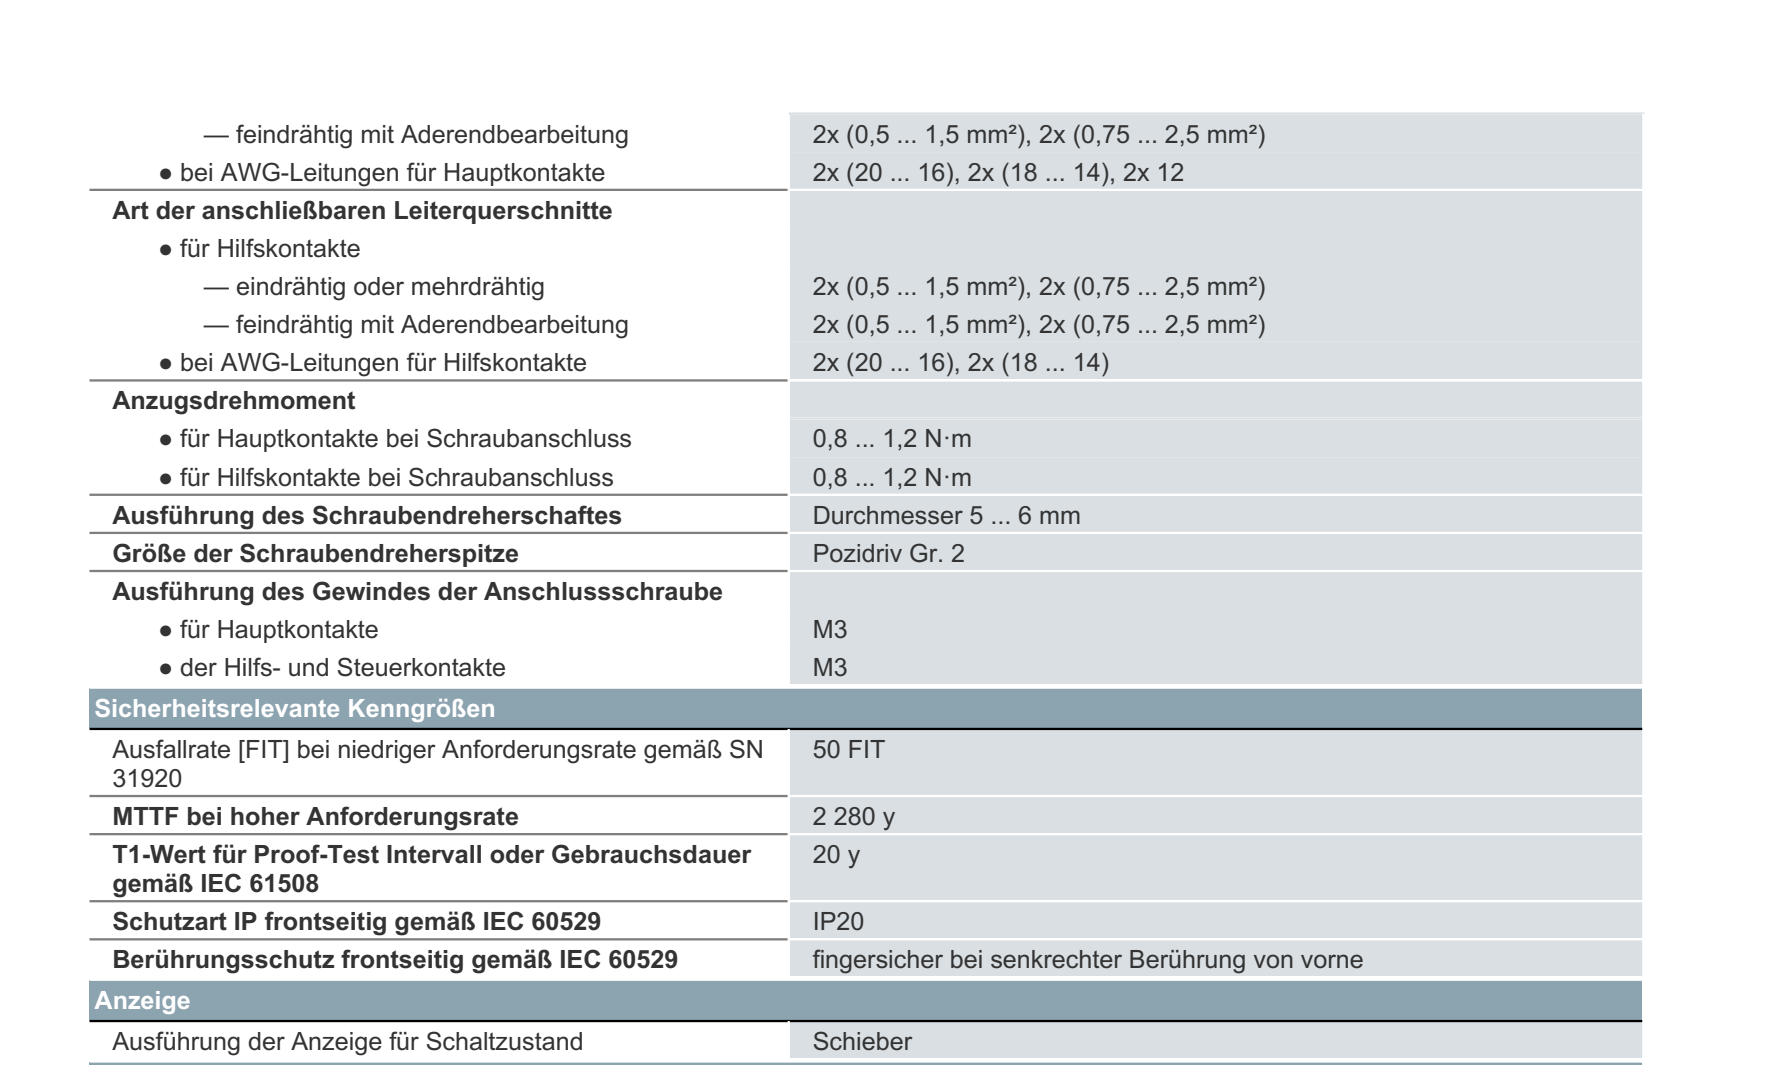 — feindrähtig mit Aderendbearbeitung 2x (0,5 ... 1,5 mm²), 2x (0,75 ... 2,5 mm²)
● bei AWG-Leitungen für Hauptkontakte 2x (20 ... 16), 2x (18 ... 14), 2x 12
Art der anschließbaren Leiterquerschnitte
● für Hilfskontakte
— eindrähtig oder mehrdrähtig 2x (0,5 ... 1,5 mm²), 2x (0,75 ... 2,5 mm²)
— feindrähtig mit Aderendbearbeitung 2x (0,5 ... 1,5 mm²), 2x (0,75 ... 2,5 mm²)
● bei AWG-Leitungen für Hilfskontakte 2x (20 ... 16), 2x (18 ... 14)
Anzugsdrehmoment
● für Hauptkontakte bei Schraubanschluss 0,8 ... 1,2 N·m
● für Hilfskontakte bei Schraubanschluss 0,8 ... 1,2 N·m
Ausführung des Schraubendreherschaftes Durchmesser 5 ... 6 mm
Größe der Schraubendreherspitze Pozidriv Gr. 2
Ausführung des Gewindes der Anschlussschraube
● für Hauptkontakte M3
● der Hilfs- und Steuerkontakte M3
Sicherheitsrelevante Kenngrößen
Ausfallrate [FIT] bei niedriger Anforderungsrate gemäß SN 50 FIT
31920
MTTF bei hoher Anforderungsrate 2 280 y
T1-Wert für Proof-Test Intervall oder Gebrauchsdauer 20 y
gemäß IEC 61508
Schutzart IP frontseitig gemäß IEC 60529 IP20
Berührungsschutz frontseitig gemäß IEC 60529 fingersicher bei senkrechter Berührung von vorne
Anzeige
Ausführung der Anzeige für Schaltzustand Schieber